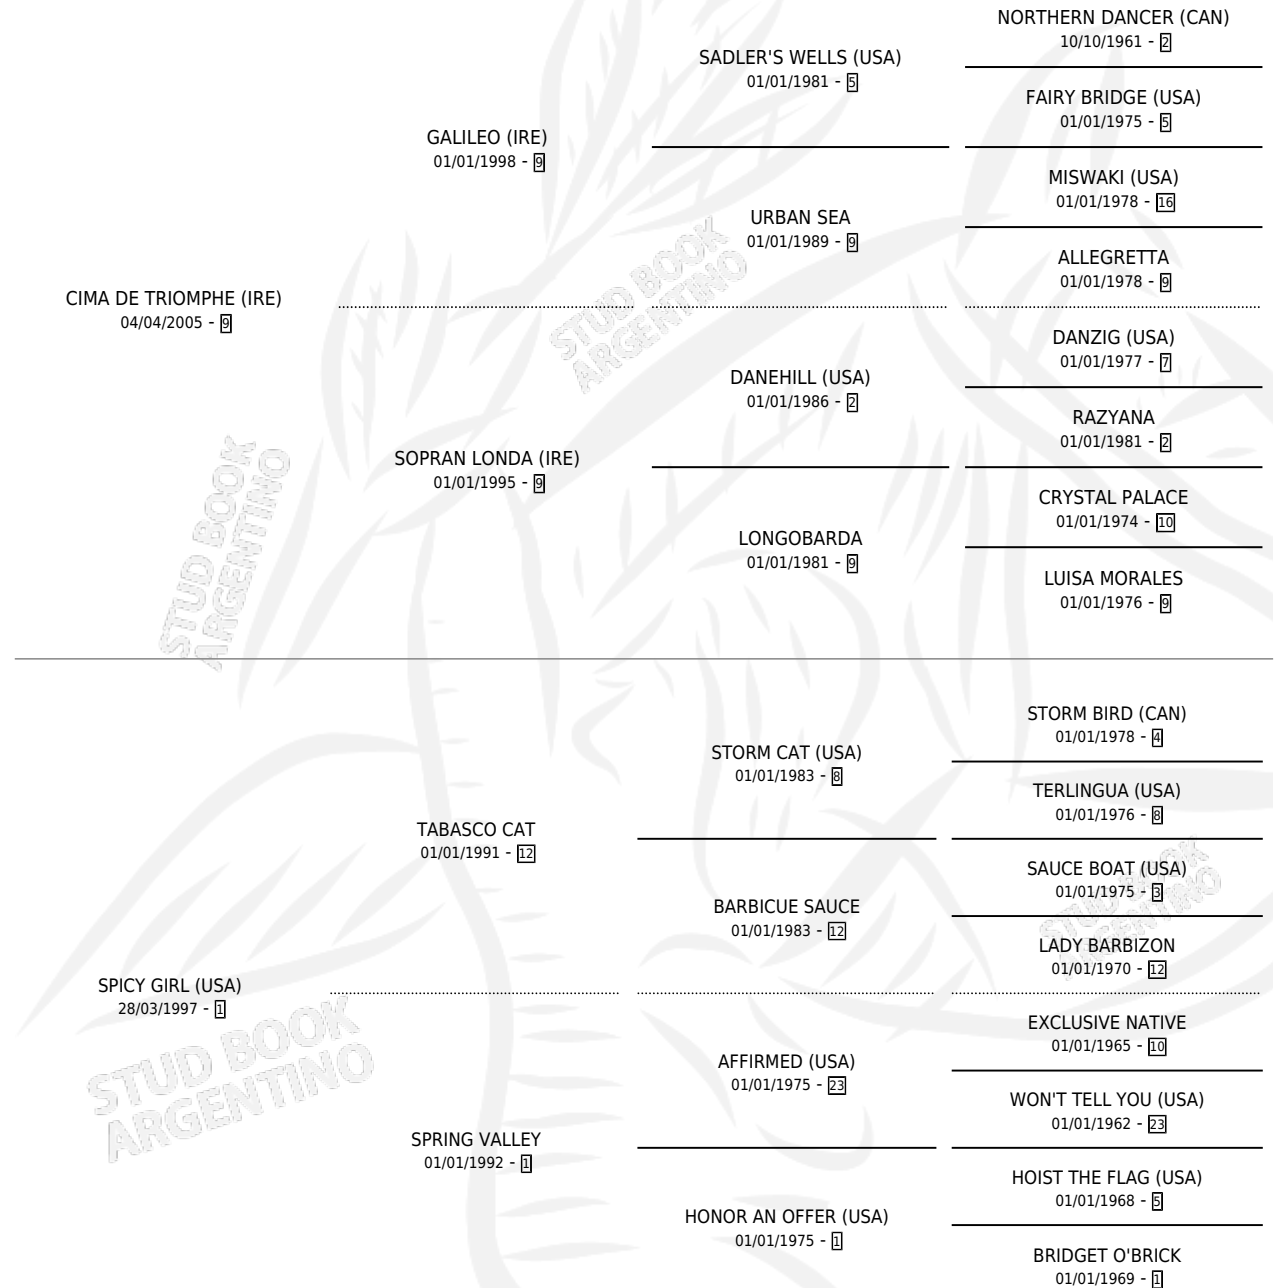 NORTHERN DANCER (CAN)
10/10/1961 - 2
SADLER'S WELLS (USA)
01/01/1981 - 5
FAIRY BRIDGE (USA)
01/01/1975 - 5
GALILEO (IRE)
01/01/1998 - 9
MISWAKI (USA)
01/01/1978 - 16
URBAN SEA
01/01/1989 - 9
ALLEGRETTA
01/01/1978 - 9
CIMA DE TRIOMPHE (IRE)
04/04/2005 - 9
STUD BOOK
ARGENTINO
DANZIG (USA)
01/01/1977 - 7
DANEHILL (USA)
01/01/1986 - 2
RAZYANA
01/01/1981 - 2
SOPRAN LONDA (IRE)
01/01/1995 - 9
CRYSTAL PALACE
01/01/1974 - 10
LONGOBARDA
01/01/1981 - 9
LUISA MORALES
01/01/1976 - 9
STUD BOOK
ARGENTINO
STORM BIRD (CAN)
01/01/1978 - 4
STORM CAT (USA)
01/01/1983 - 8
TERLINGUA (USA)
01/01/1976 - 8
TABASCO CAT
01/01/1991 - 12
SAUCE BOAT (USA)
01/01/1975 - 3
BARBICUE SAUCE
01/01/1983 - 12
STUD BOOK
ARGENTINO
LADY BARBIZON
01/01/1970 - 12
SPICY GIRL (USA)
28/03/1997 - 1
EXCLUSIVE NATIVE
01/01/1965 - 10
AFFIRMED (USA)
01/01/1975 - 23
WON'T TELL YOU (USA)
01/01/1962 - 23
STUD BOOK
ARGENTINO
SPRING VALLEY
01/01/1992 - 1
HOIST THE FLAG (USA)
01/01/1968 - 5
HONOR AN OFFER (USA)
01/01/1975 - 1
BRIDGET O'BRICK
01/01/1969 - 1